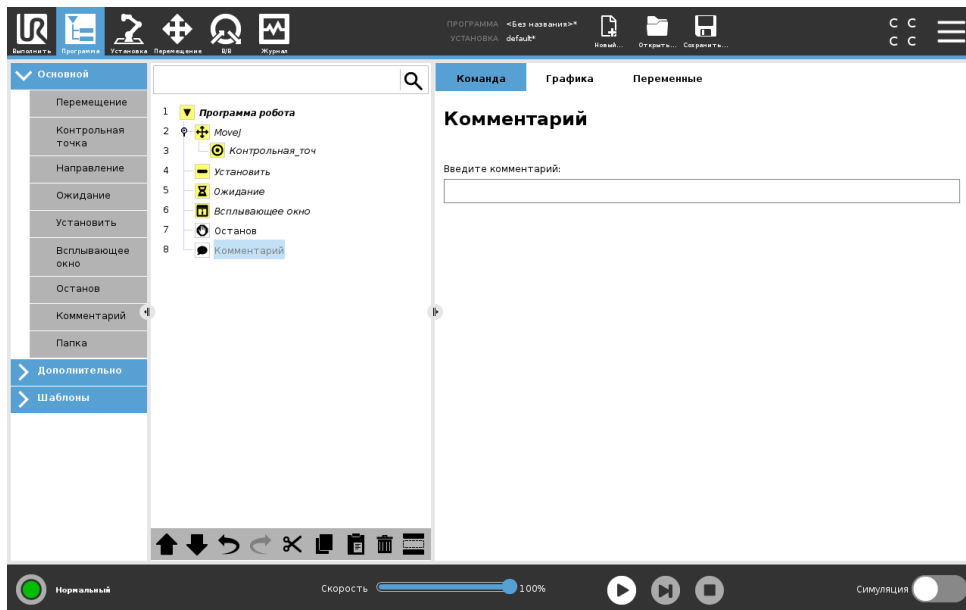 ПРОГРАММА <Без названия>*
УСТАНОВКА default*
C C
C C
Выполнить Программа Установка Перемещение В/В Журнал
Новый... Открыть... Сохранить...
Основной
Перемещение
Контрольная
точка
Направление
Ожидание
Установить
Всплывающее
окно
Останов
Комментарий
Папка
Дополнительно
Шаблоны
1 Программа робота
2 MoveJ
3 Контрольная_точ
4 Установить
5 Ожидание
6 Всплывающее окно
7 Останов
8 Комментарий
Команда Графика Переменные
Комментарий
Введите комментарий:
Нормальный
Скорость 100%
Симуляция